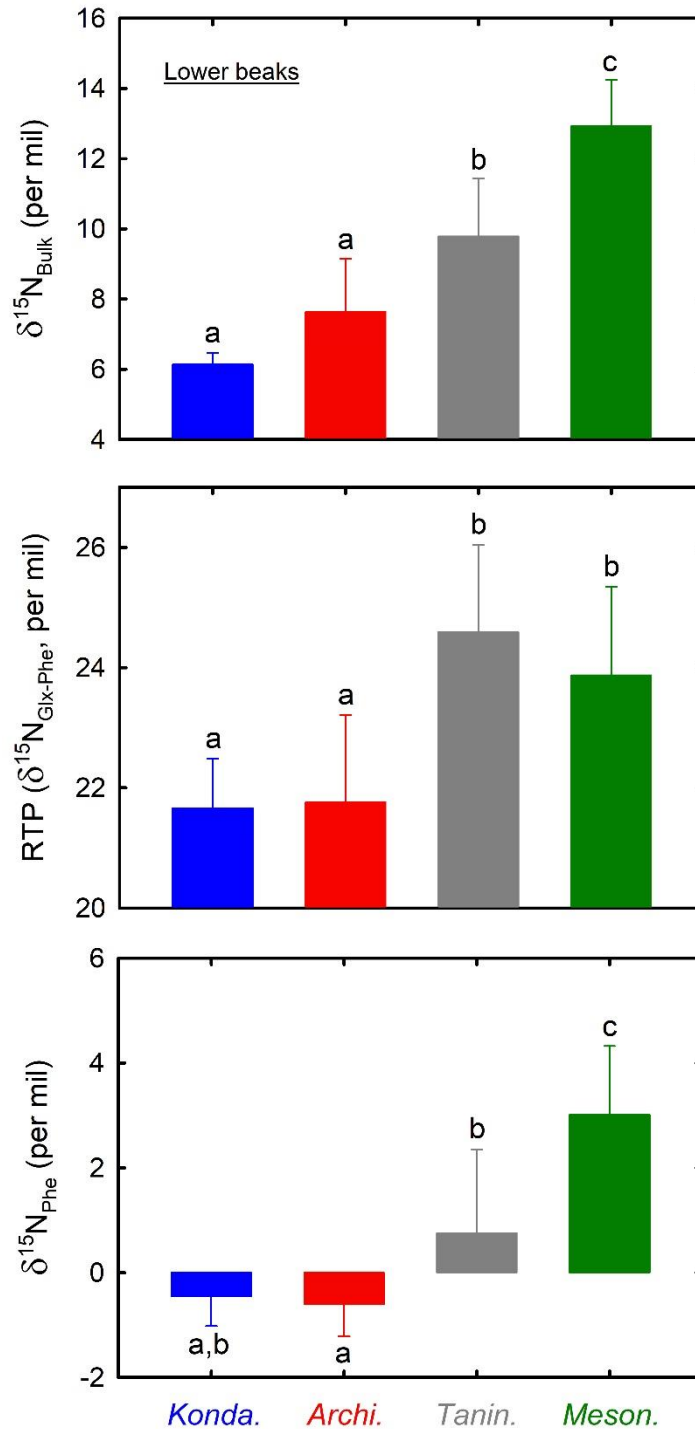 16
14
12
10
8
6
4
δ15NBulk (per mil)
Lower beaks
a
a
b
c
26
24
22
20
RTP (δ15NGlx-Phe, per mil)
a
a
b
b
6
4
2
0
-2
δ15NPhe (per mil)
a,b
a
b
c
Konda. Archi. Tanin. Meson.